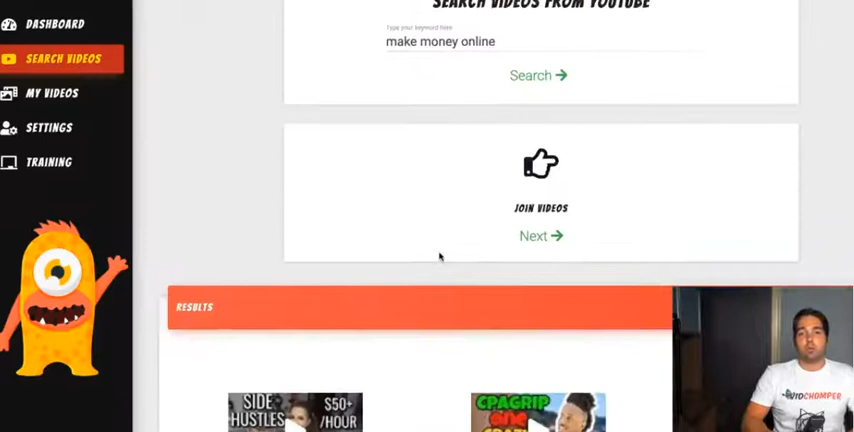 SEARCH VIDEOS FROM YOUTUBE
DASHBOARD
SEARCH VIDEOS
MY VIDEOS
SETTINGS
TRAINING
Type your keyword here
make money online
Search
JOIN VIDEOS
Next
RESULTS
SIDE
HUSTLES
$50+
/HOUR
CPAGRIP
VIDCHOMPER